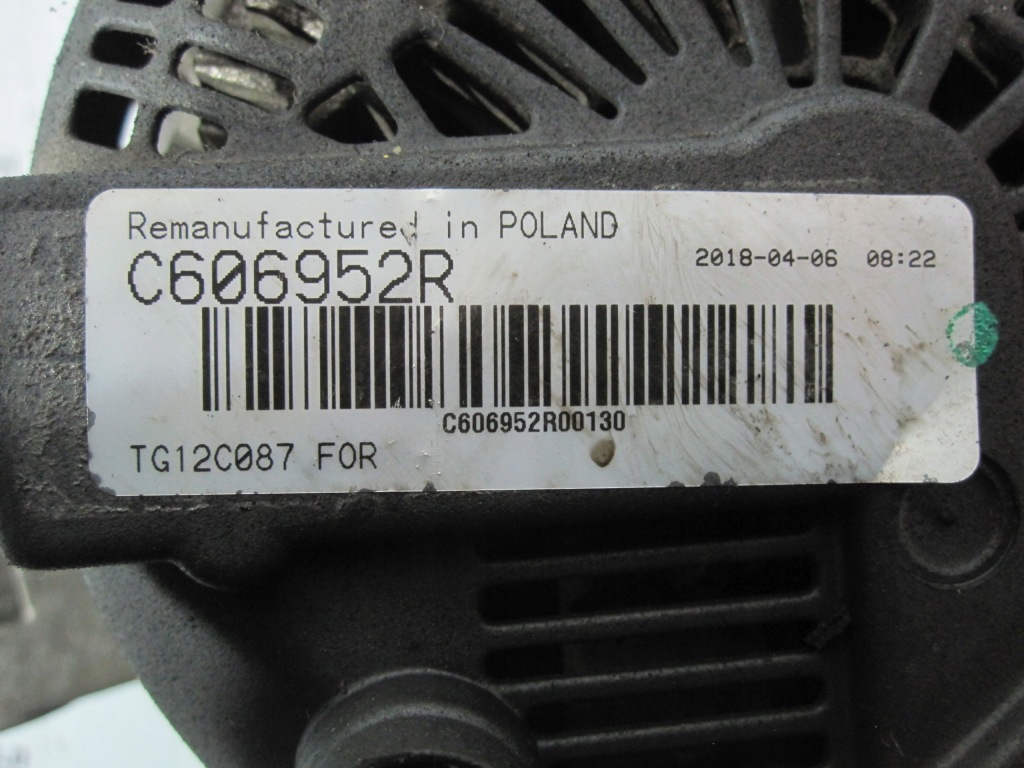 Remanufactured in POLAND
C606952R
2018-04-06 08:22
C606952R00130
TG12C087 FOR